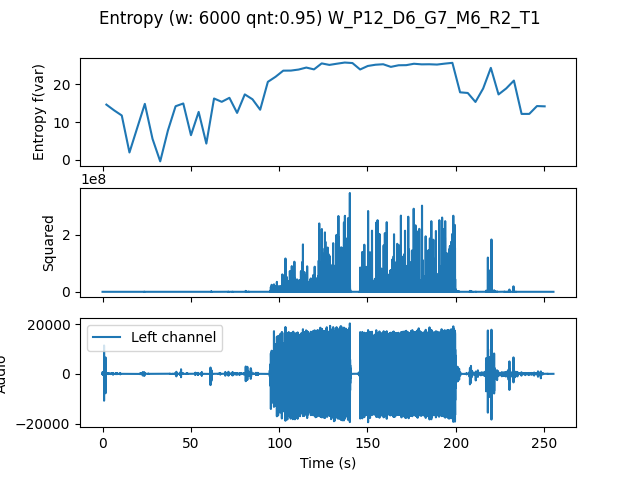 Entropy (w: 6000 qnt:0.95) W_P12_D6_G7_M6_R2_T1
Entropy f(var)
20
10
0
1e8
Squared
2
0
Audio
20000
0
−20000
Left channel
0
50
100
150
200
250
Time (s)